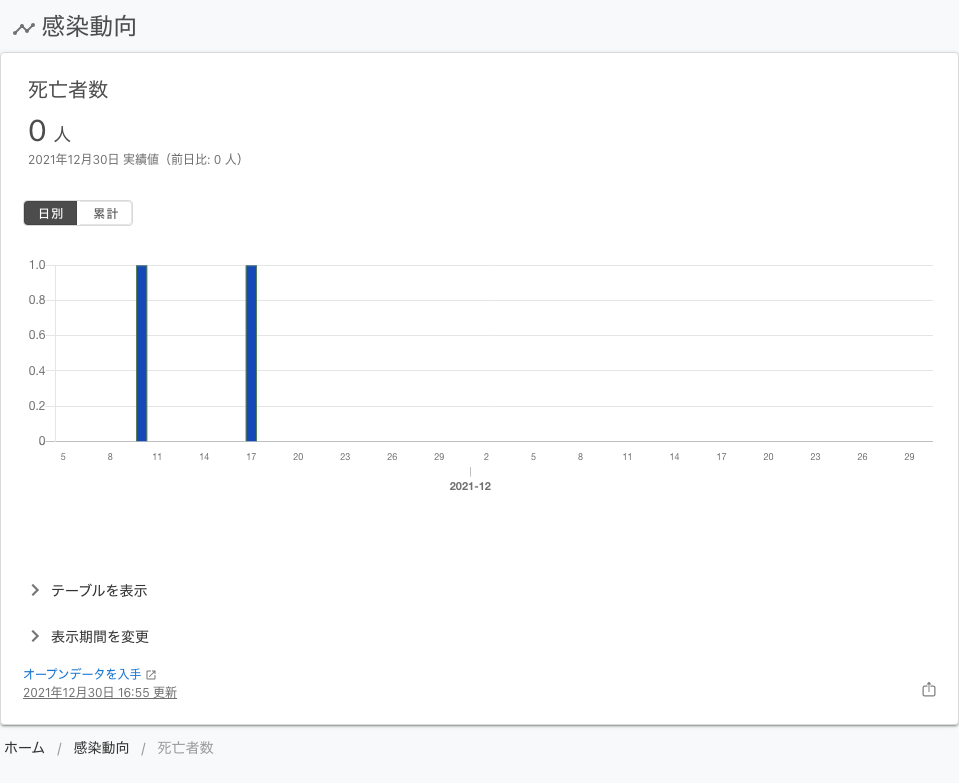 感染動向
死亡者数
0 人
2021年12月30日 実績値（前日比: 0 人）
日別 累計
1.0
0.8
0.6
0.4
0.2
0
5 8 11 14 17 20 23 26 29 2 5 8 11 14 17 20 23 26 29
2021-12
テーブルを表示
表示期間を変更
オープンデータを入手
2021年12月30日 16:55 更新
ホーム / 感染動向 / 死亡者数